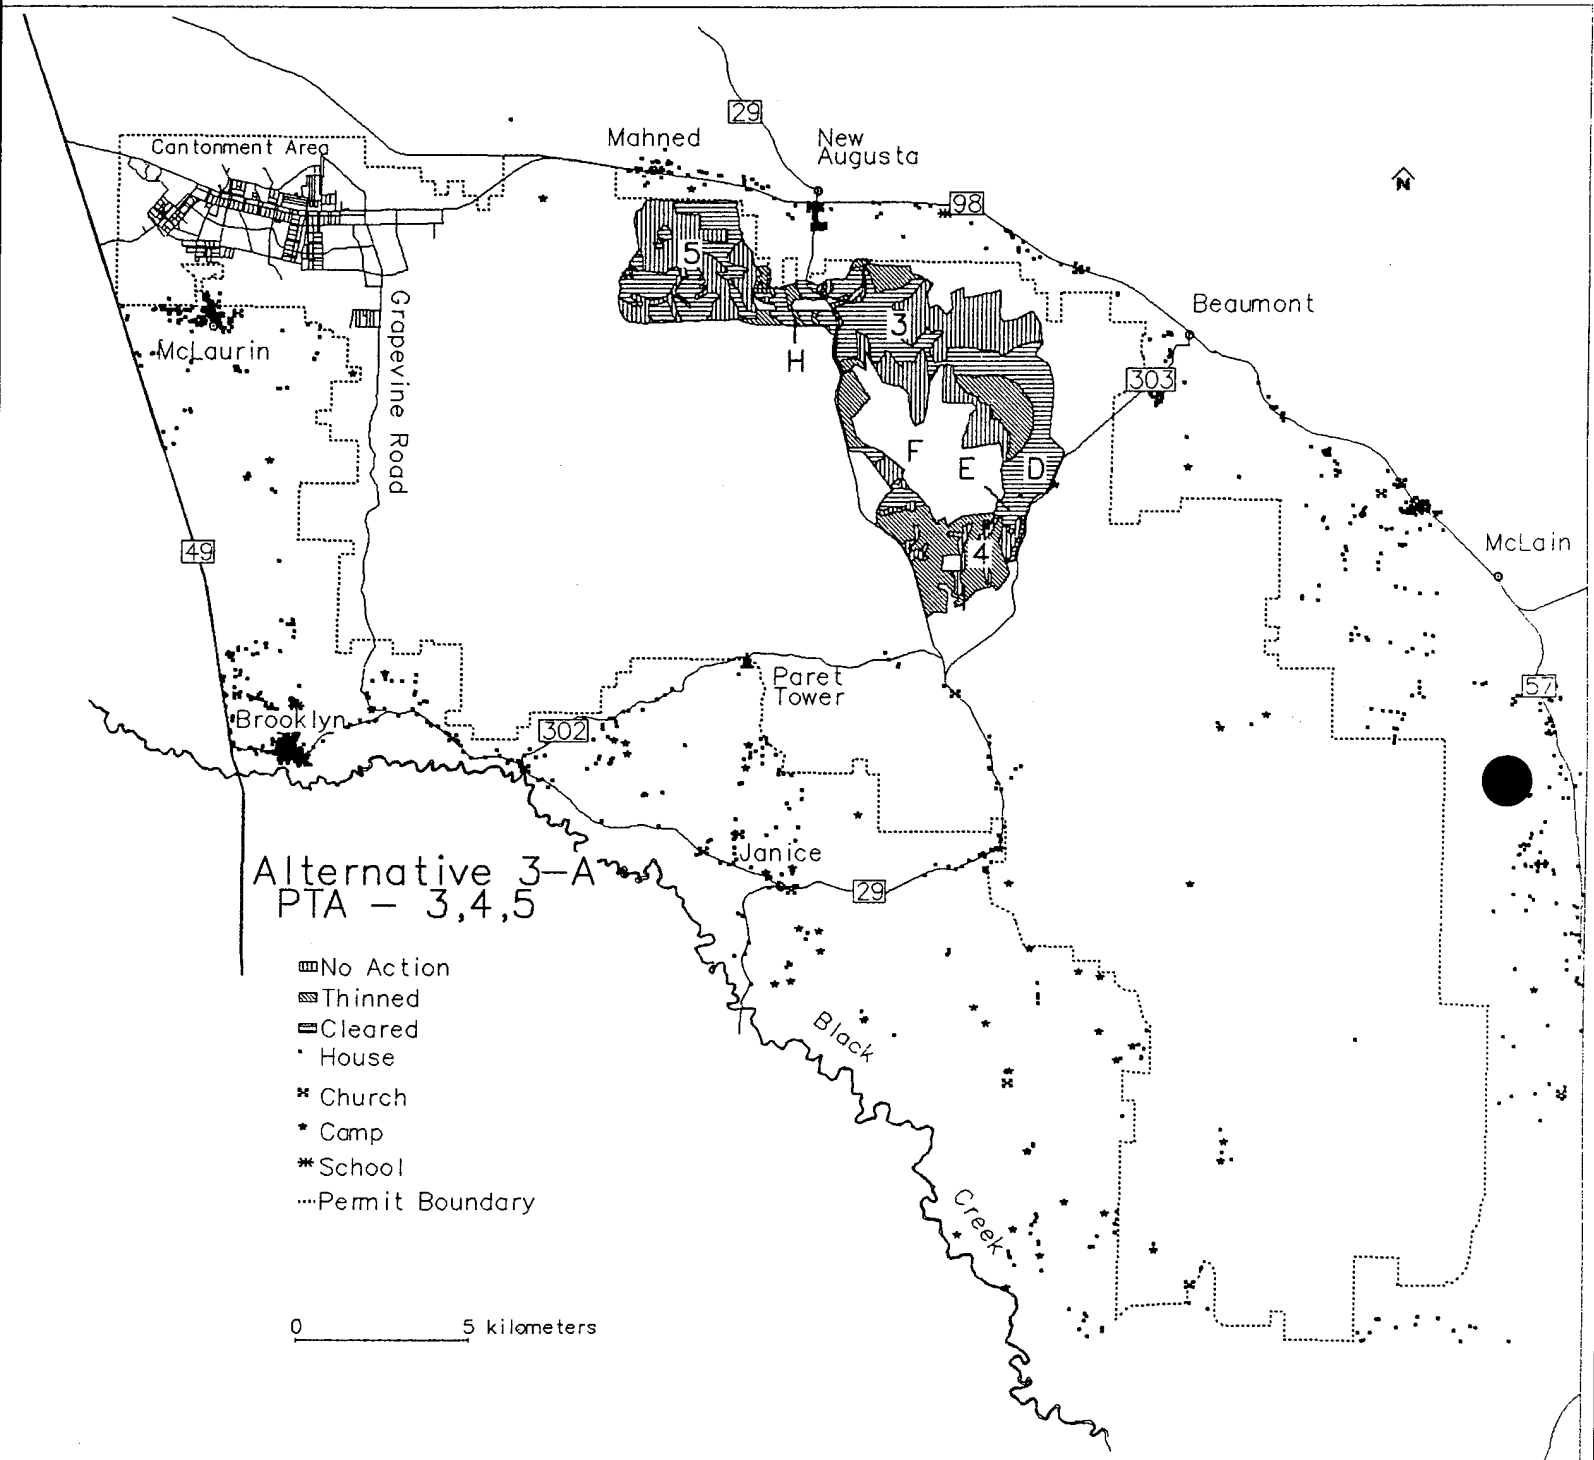 29
Mahned
New
Augusta
Cantonment Area
N
98
5
3
H
Beaumont
303
McLaurin
Grapevine Road
F
E
D
4
49
McLain
57
Paret
Tower
Brooklyn
302
Janice
29
Alternative 3-A
PTA - 3,4,5
No Action
Thinned
Cleared
House
Church
Camp
School
Permit Boundary
Black
Creek
0 5 kilometers